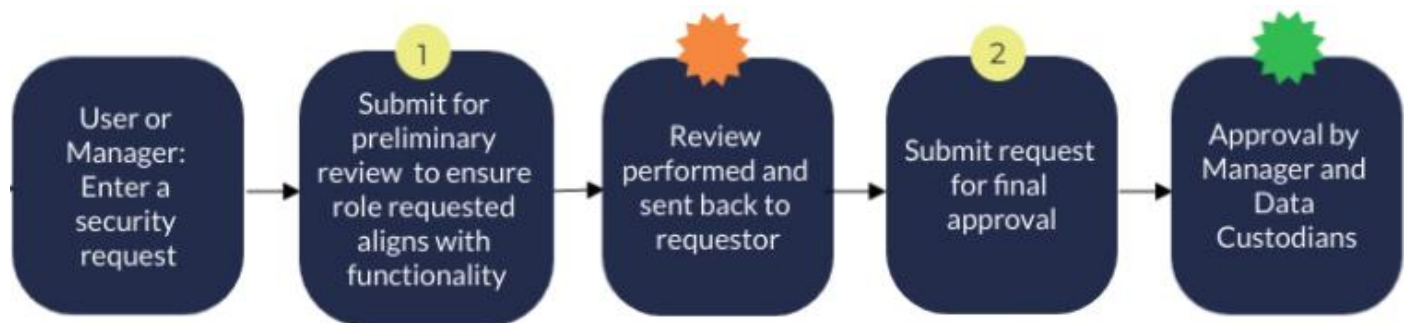 User or
Manager:
Enter a
security
request
1
Submit for
preliminary
review to ensure
role requested
aligns with
functionality
Review
performed and
sent back to
requestor
2
Submit request
for final
approval
Approval by
Manager and
Data
Custodians